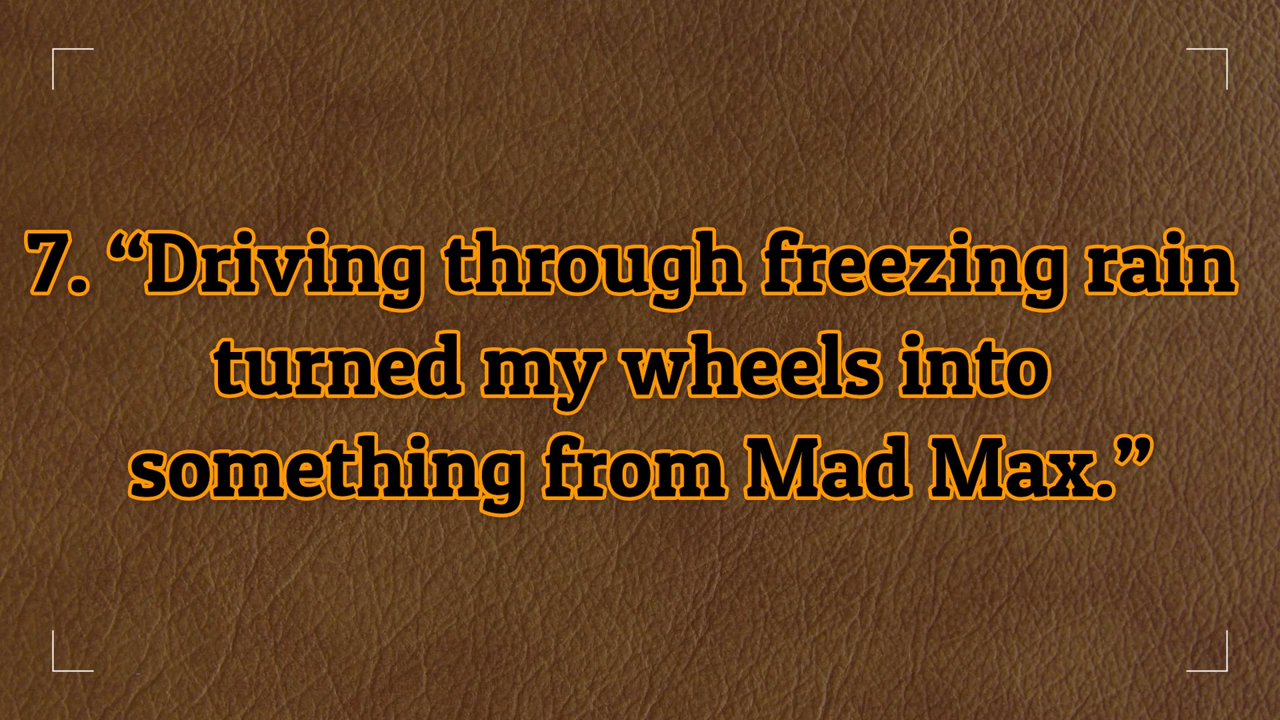 7. “Driving through freezing rain
turned my wheels into
something from Mad Max.”